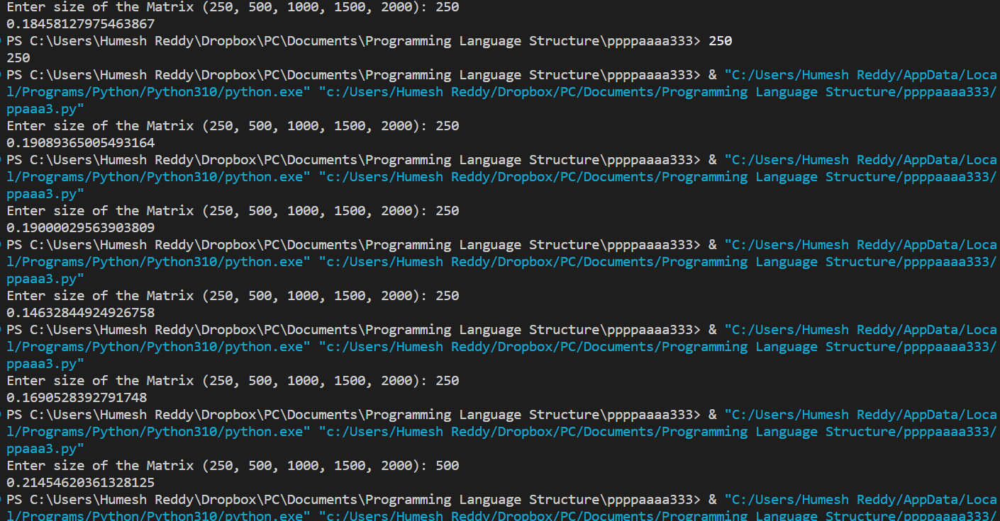 Enter size of the Matrix (250, 500, 1000, 1500, 2000): 250
0.18458127975463867
PS C:\Users\Humesh Reddy\Dropbox\PC\Documents\Programming Language Structure\ppppaaaa333> 250
250
PS C:\Users\Humesh Reddy\Dropbox\PC\Documents\Programming Language Structure\ppppaaaa333> & "C:/Users/Humesh Reddy/AppData/Loca
l/Programs/Python/Python310/python.exe" "c:/Users/Humesh Reddy/Dropbox/PC/Documents/Programming Language Structure/ppppaaaa333/
ppaaa3.py"
Enter size of the Matrix (250, 500, 1000, 1500, 2000): 250
0.19089365005493164
PS C:\Users\Humesh Reddy\Dropbox\PC\Documents\Programming Language Structure\ppppaaaa333> & "C:/Users/Humesh Reddy/AppData/Loca
l/Programs/Python/Python310/python.exe" "c:/Users/Humesh Reddy/Dropbox/PC/Documents/Programming Language Structure/ppppaaaa333/
ppaaa3.py"
Enter size of the Matrix (250, 500, 1000, 1500, 2000): 250
0.19000029563903809
PS C:\Users\Humesh Reddy\Dropbox\PC\Documents\Programming Language Structure\ppppaaaa333> & "C:/Users/Humesh Reddy/AppData/Loca
l/Programs/Python/Python310/python.exe" "c:/Users/Humesh Reddy/Dropbox/PC/Documents/Programming Language Structure/ppppaaaa333/
ppaaa3.py"
Enter size of the Matrix (250, 500, 1000, 1500, 2000): 250
0.14632844924926758
PS C:\Users\Humesh Reddy\Dropbox\PC\Documents\Programming Language Structure\ppppaaaa333> & "C:/Users/Humesh Reddy/AppData/Loca
l/Programs/Python/Python310/python.exe" "c:/Users/Humesh Reddy/Dropbox/PC/Documents/Programming Language Structure/ppppaaaa333/
ppaaa3.py"
Enter size of the Matrix (250, 500, 1000, 1500, 2000): 250
0.1690528392791748
PS C:\Users\Humesh Reddy\Dropbox\PC\Documents\Programming Language Structure\ppppaaaa333> & "C:/Users/Humesh Reddy/AppData/Loca
l/Programs/Python/Python310/python.exe" "c:/Users/Humesh Reddy/Dropbox/PC/Documents/Programming Language Structure/ppppaaaa333/
ppaaa3.py"
Enter size of the Matrix (250, 500, 1000, 1500, 2000): 500
0.21454620361328125
PS C:\Users\Humesh Reddy\Dropbox\PC\Documents\Programming Language Structure\ppppaaaa333> & "C:/Users/Humesh Reddy/AppData/Loca
l/Programs/Python/Python310/python.exe" "c:/Users/Humesh Reddy/Dropbox/PC/Documents/Programming Language Structure/ppppaaaa333/